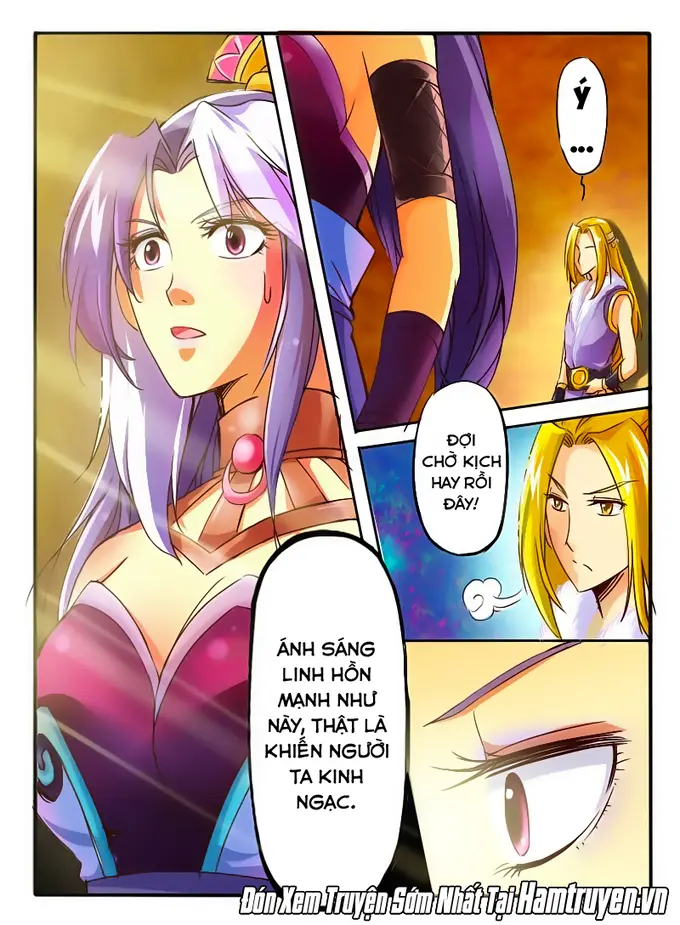 Ý
...
ĐỢI
CHỜ KỊCH
HAY RỒI
ĐÂY!
ÁNH SÁNG
LINH HỒN
MẠNH NHƯ
NÀY, THẬT LÀ
KHIẾN NGƯỜI
TA KINH
NGẠC.
Đón Xem Truyện Sớm Nhất Tại Hamtruyen.vn